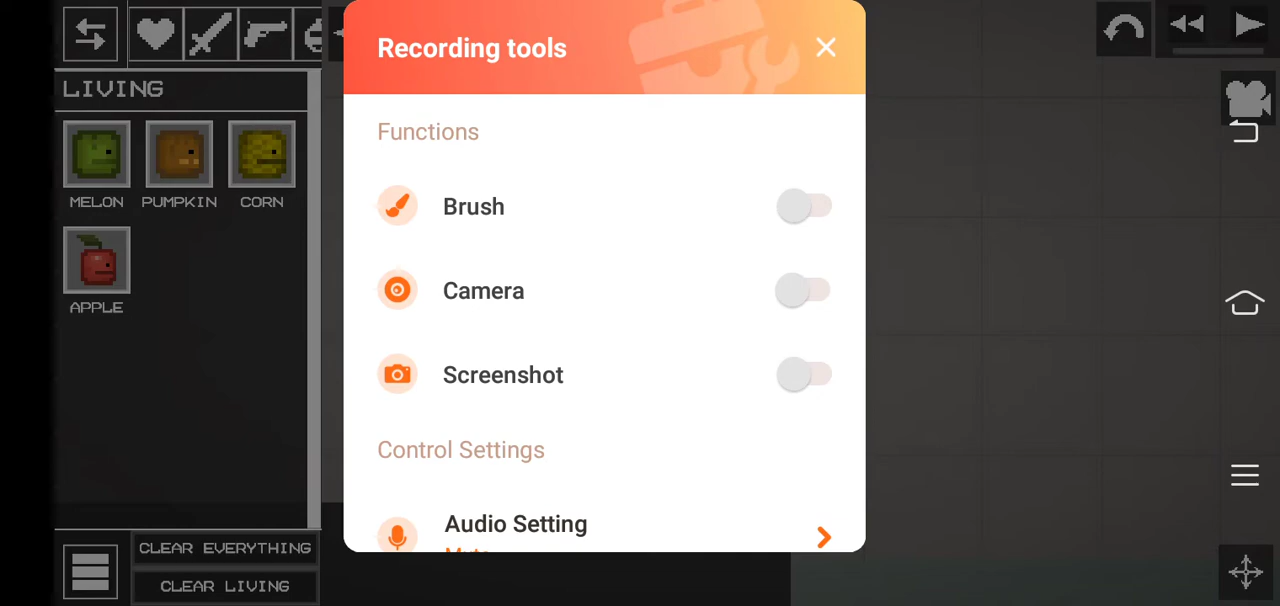 LIVING
MELON
PUMPKIN
CORN
APPLE
CLEAR EVERYTHING
CLEAR LIVING
Recording tools
Functions
Brush
Camera
Screenshot
Control Settings
Audio Setting
Mute